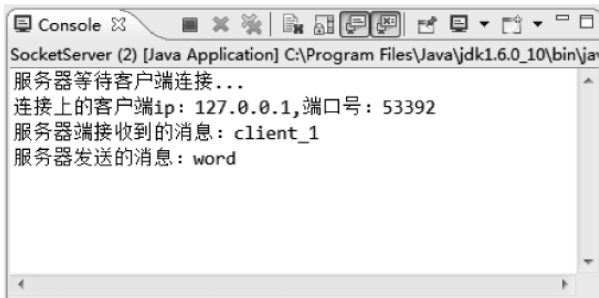 Console
SocketServer (2) [Java Application] C:\Program Files\Java\jdk1.6.0_10\bin\jav
服务器等待客户端连接...
连接上的客户端ip: 127.0.0.1,端口号: 53392
服务器端接收到的消息: client_1
服务器发送的消息: word